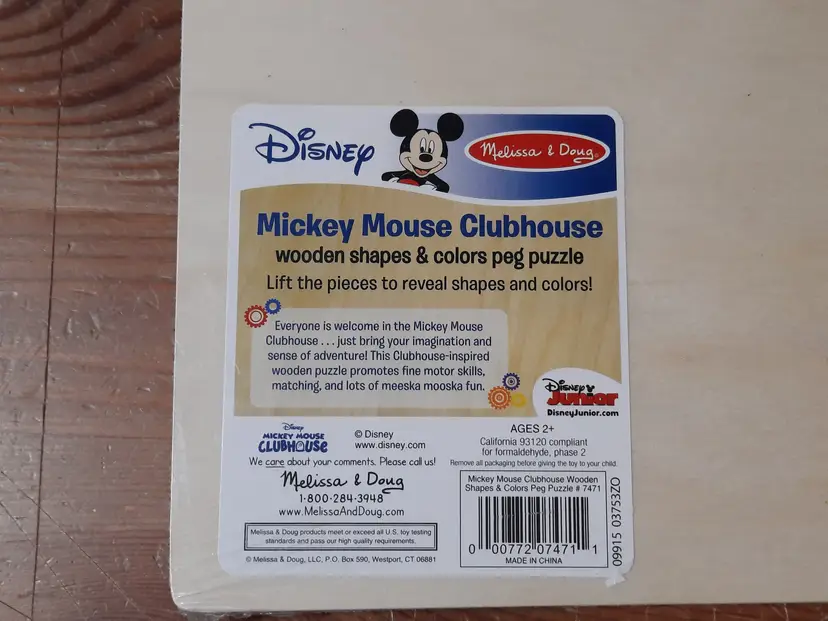 Disney
Melissa & Doug®
Mickey Mouse Clubhouse
wooden shapes & colors peg puzzle
Lift the pieces to reveal shapes and colors!
Everyone is welcome in the Mickey Mouse
Clubhouse . . . just bring your imagination and
sense of adventure! This Clubhouse-inspired
wooden puzzle promotes fine motor skills,
matching, and lots of meeska mooska fun.
Disney
Junior
DisneyJunior.com
Disney
MICKEY MOUSE
CLUBHOUSE
© Disney
www.disney.com
We care about your comments. Please call us!
Melissa & Doug
1-800-284-3948
www.MelissaAndDoug.com
Melissa & Doug products meet or exceed all U.S. toy testing
standards and pass our high quality requirements.
© Melissa & Doug, LLC, P.O. Box 590, Westport, CT 06881
AGES 2+
California 93120 compliant
for formaldehyde, phase 2
Remove all packaging before giving the toy to your child.
Mickey Mouse Clubhouse Wooden
Shapes & Colors Peg Puzzle # 7471
0 00772 07471 1
MADE IN CHINA
09915 03753ZO